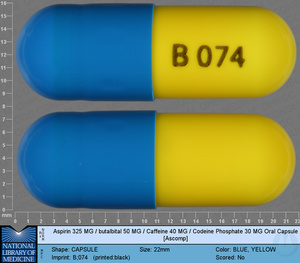 B 074
mm
Aspirin 325 MG / butalbital 50 MG / Caffeine 40 MG / Codeine Phosphate 30 MG Oral Capsule
[Ascomp]
NATIONAL
LIBRARY OF
MEDICINE
Shape: CAPSULE Size: 22mm Color: BLUE, YELLOW
Imprint: B;074 (printed:black) Scored: No